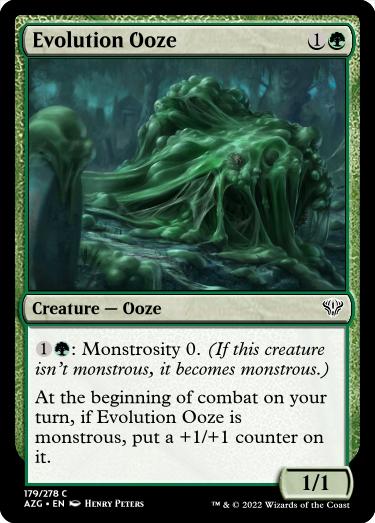 Evolution Ooze 1
Creature — Ooze
1 : Monstrosity 0. (If this creature
isn't monstrous, it becomes monstrous.)
At the beginning of combat on your
turn, if Evolution Ooze is
monstrous, put a +1/+1 counter on
it.
1/1
179/278 C
AZG • EN Henry Peters
™ & © 2022 Wizards of the Coast